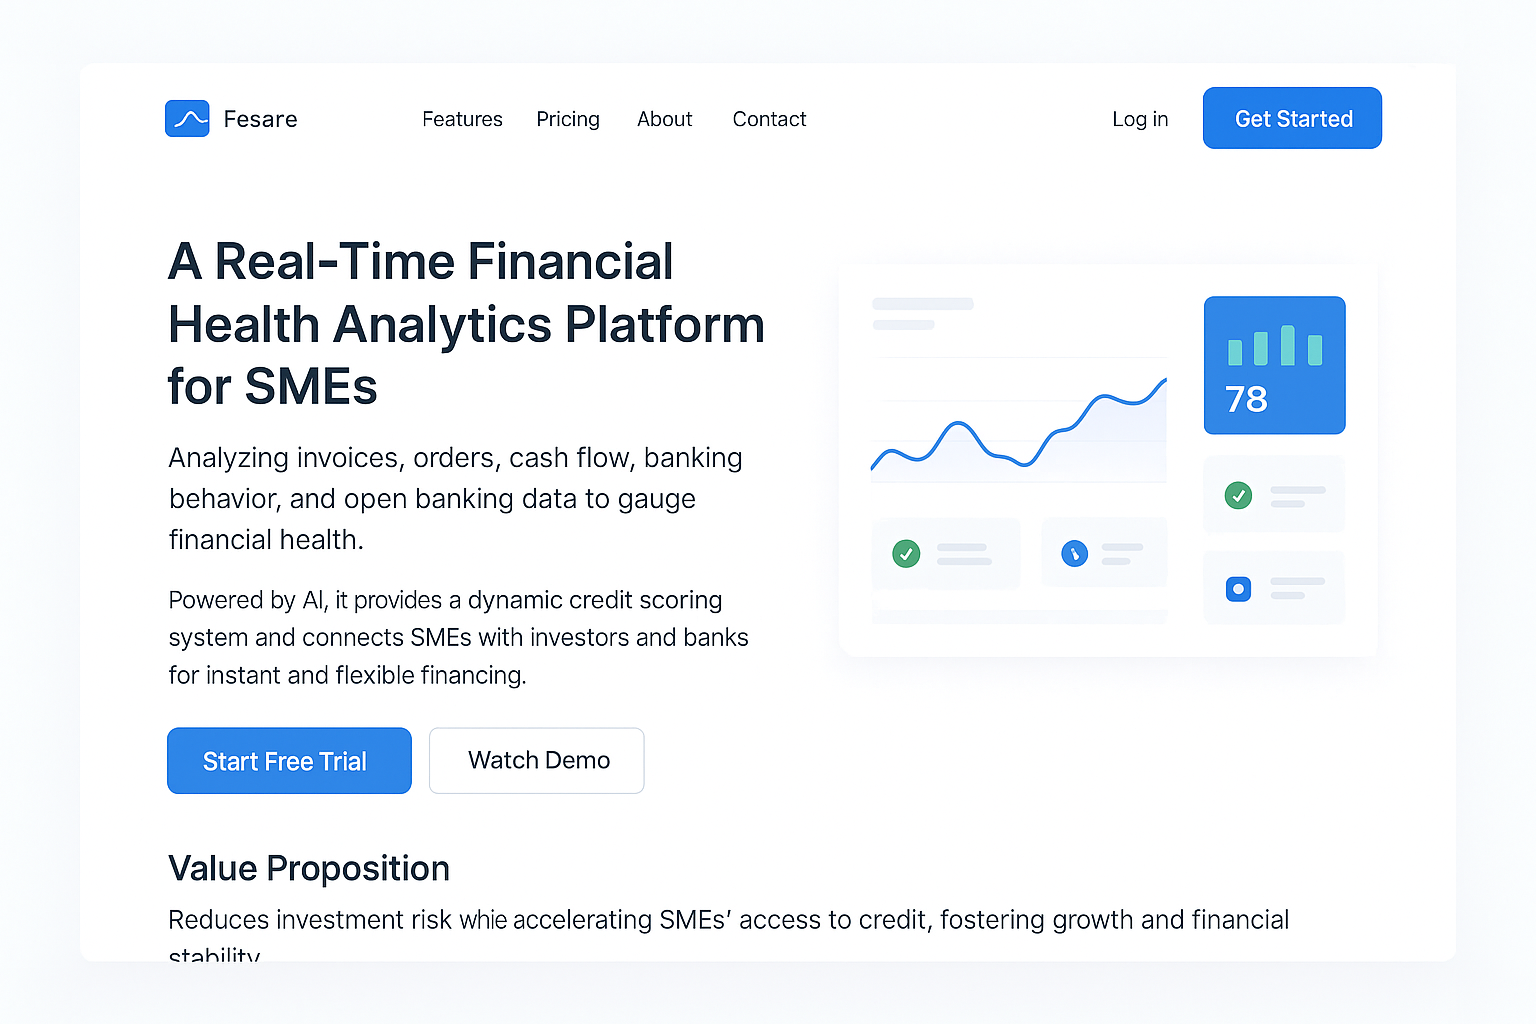 Fesare
Features Pricing About Contact
Log in
Get Started
A Real-Time Financial
Health Analytics Platform
for SMEs
Analyzing invoices, orders, cash flow, banking
behavior, and open banking data to gauge
financial health.
Powered by AI, it provides a dynamic credit scoring
system and connects SMEs with investors and banks
for instant and flexible financing.
Start Free Trial
Watch Demo
78
Value Proposition
Reduces investment risk whie accelerating SMEs’ access to credit, fostering growth and financial
stability